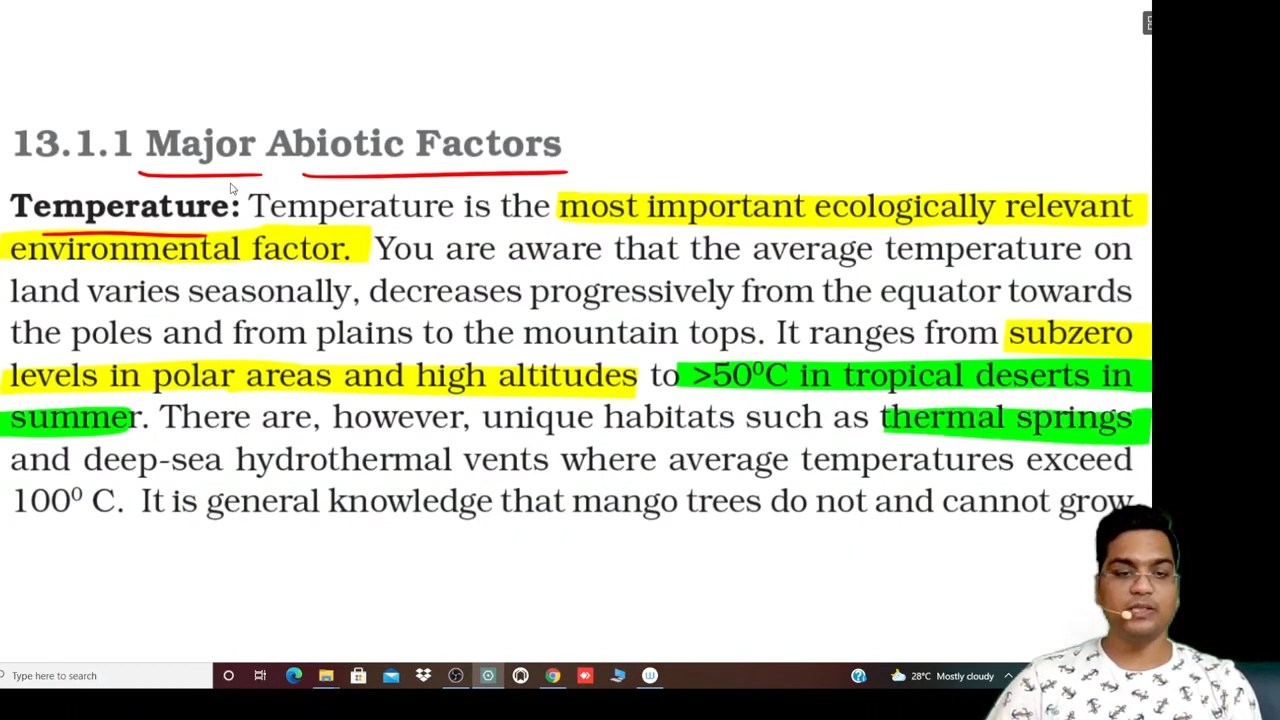 13.1.1 Major Abiotic Factors
Temperature: Temperature is the most important ecologically relevant
environmental factor. You are aware that the average temperature on
land varies seasonally, decreases progressively from the equator towards
the poles and from plains to the mountain tops. It ranges from subzero
levels in polar areas and high altitudes to >50⁰C in tropical deserts in
summer. There are, however, unique habitats such as thermal springs
and deep-sea hydrothermal vents where average temperatures exceed
100⁰ C. It is general knowledge that mango trees do not and cannot grow
Type here to search
28°C Mostly cloudy